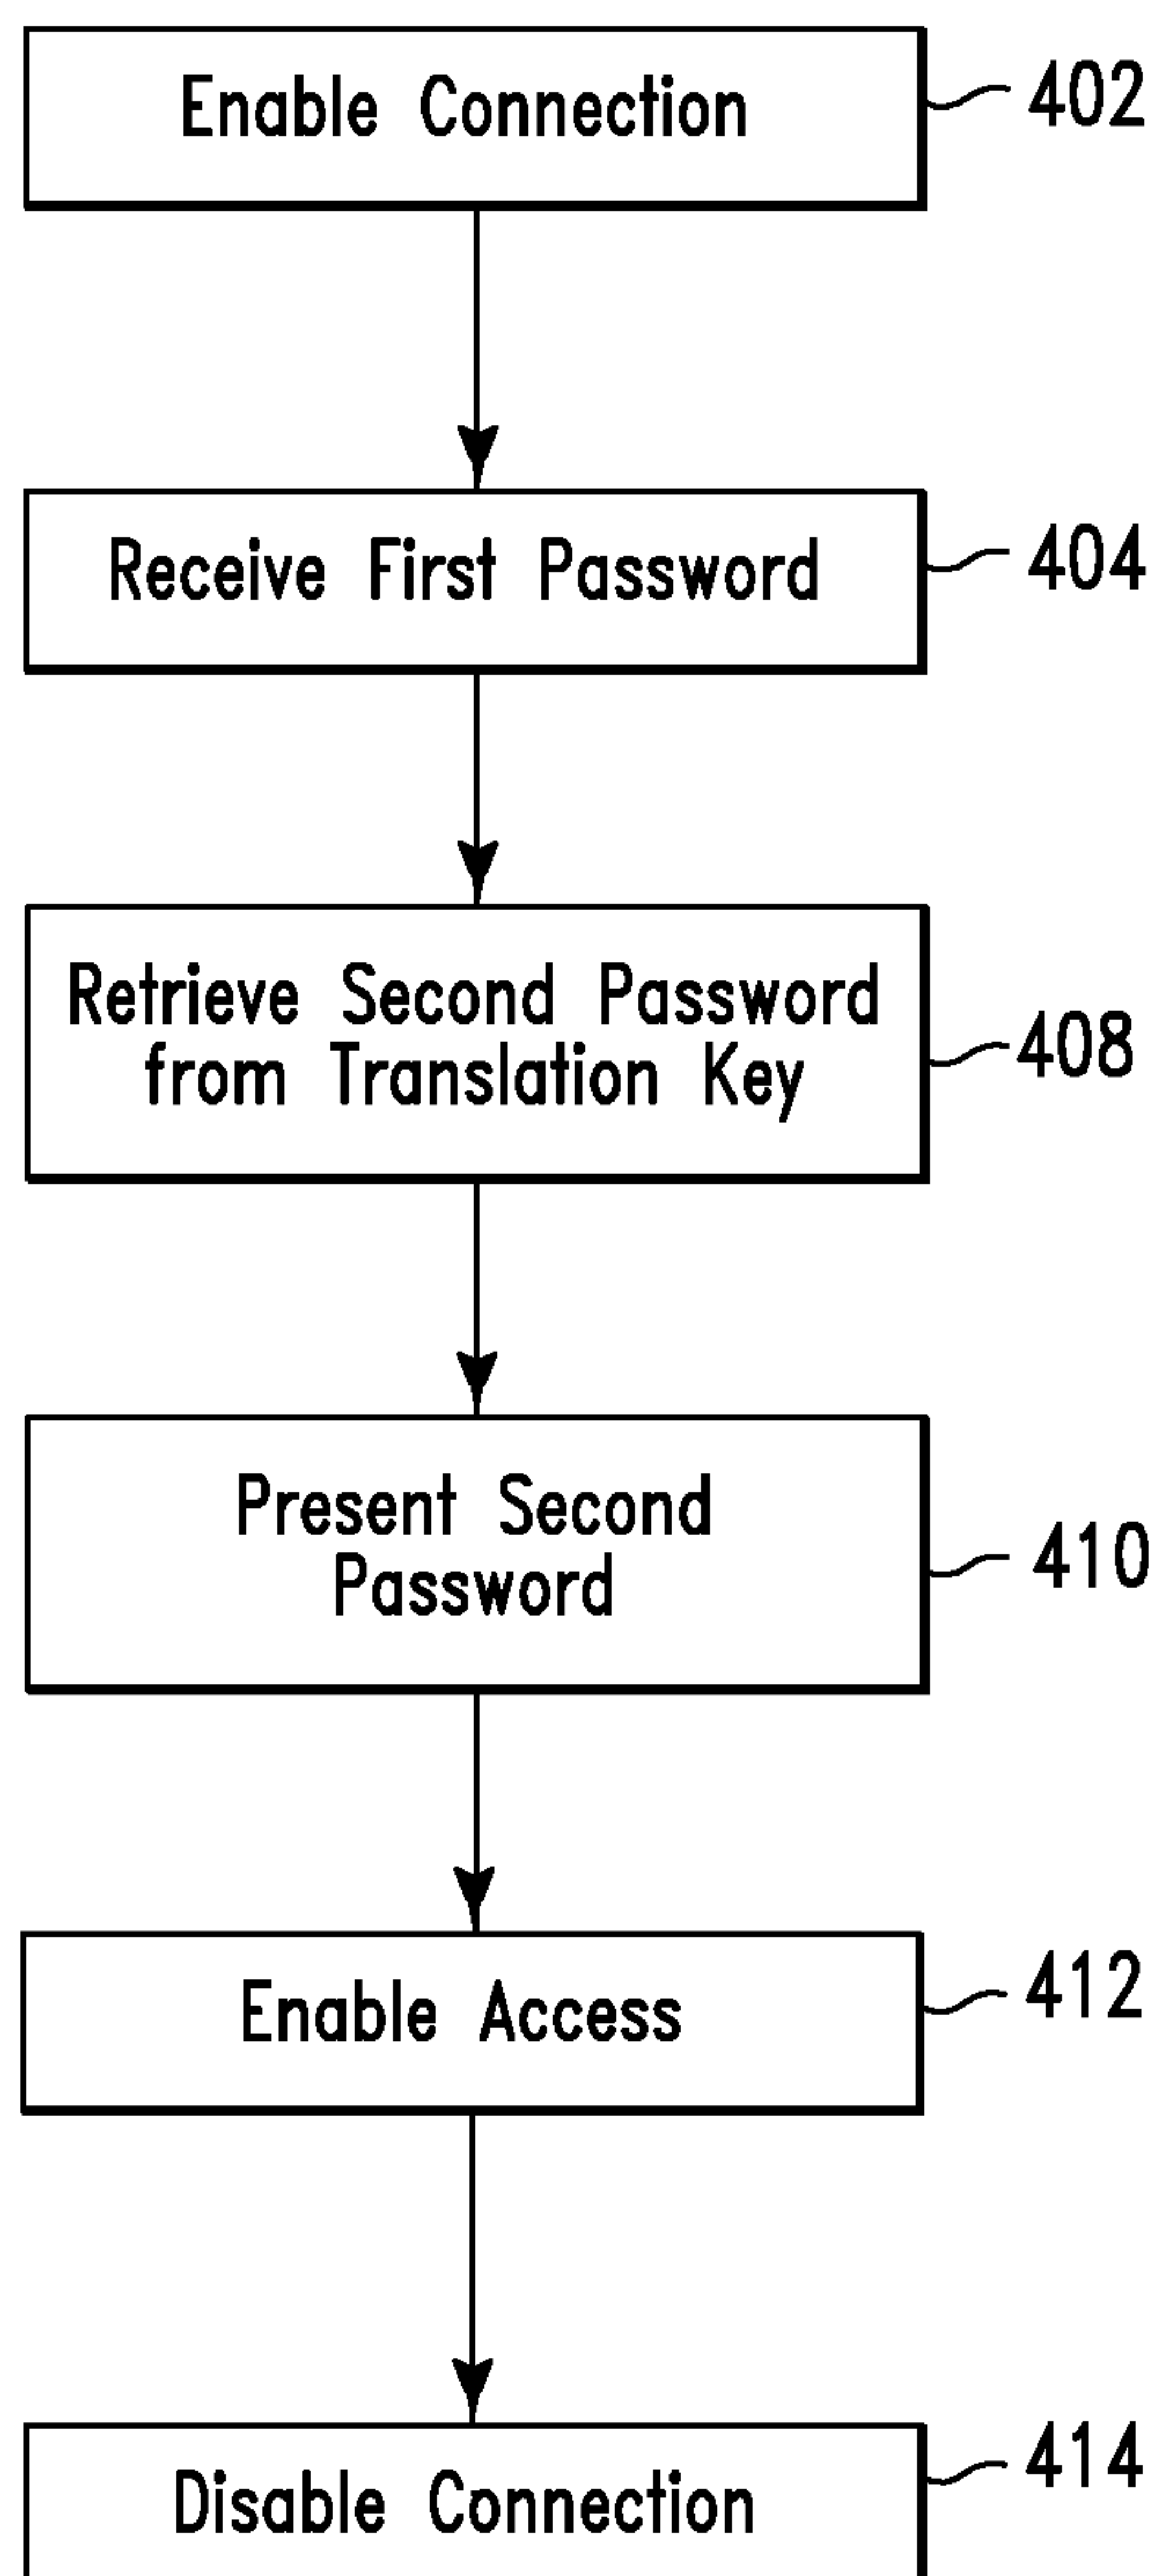 Enable Connection
402
Receive First Password
404
Retrieve Second Password
from Translation Key
408
Present Second
Password
410
Enable Access
412
Disable Connection
414